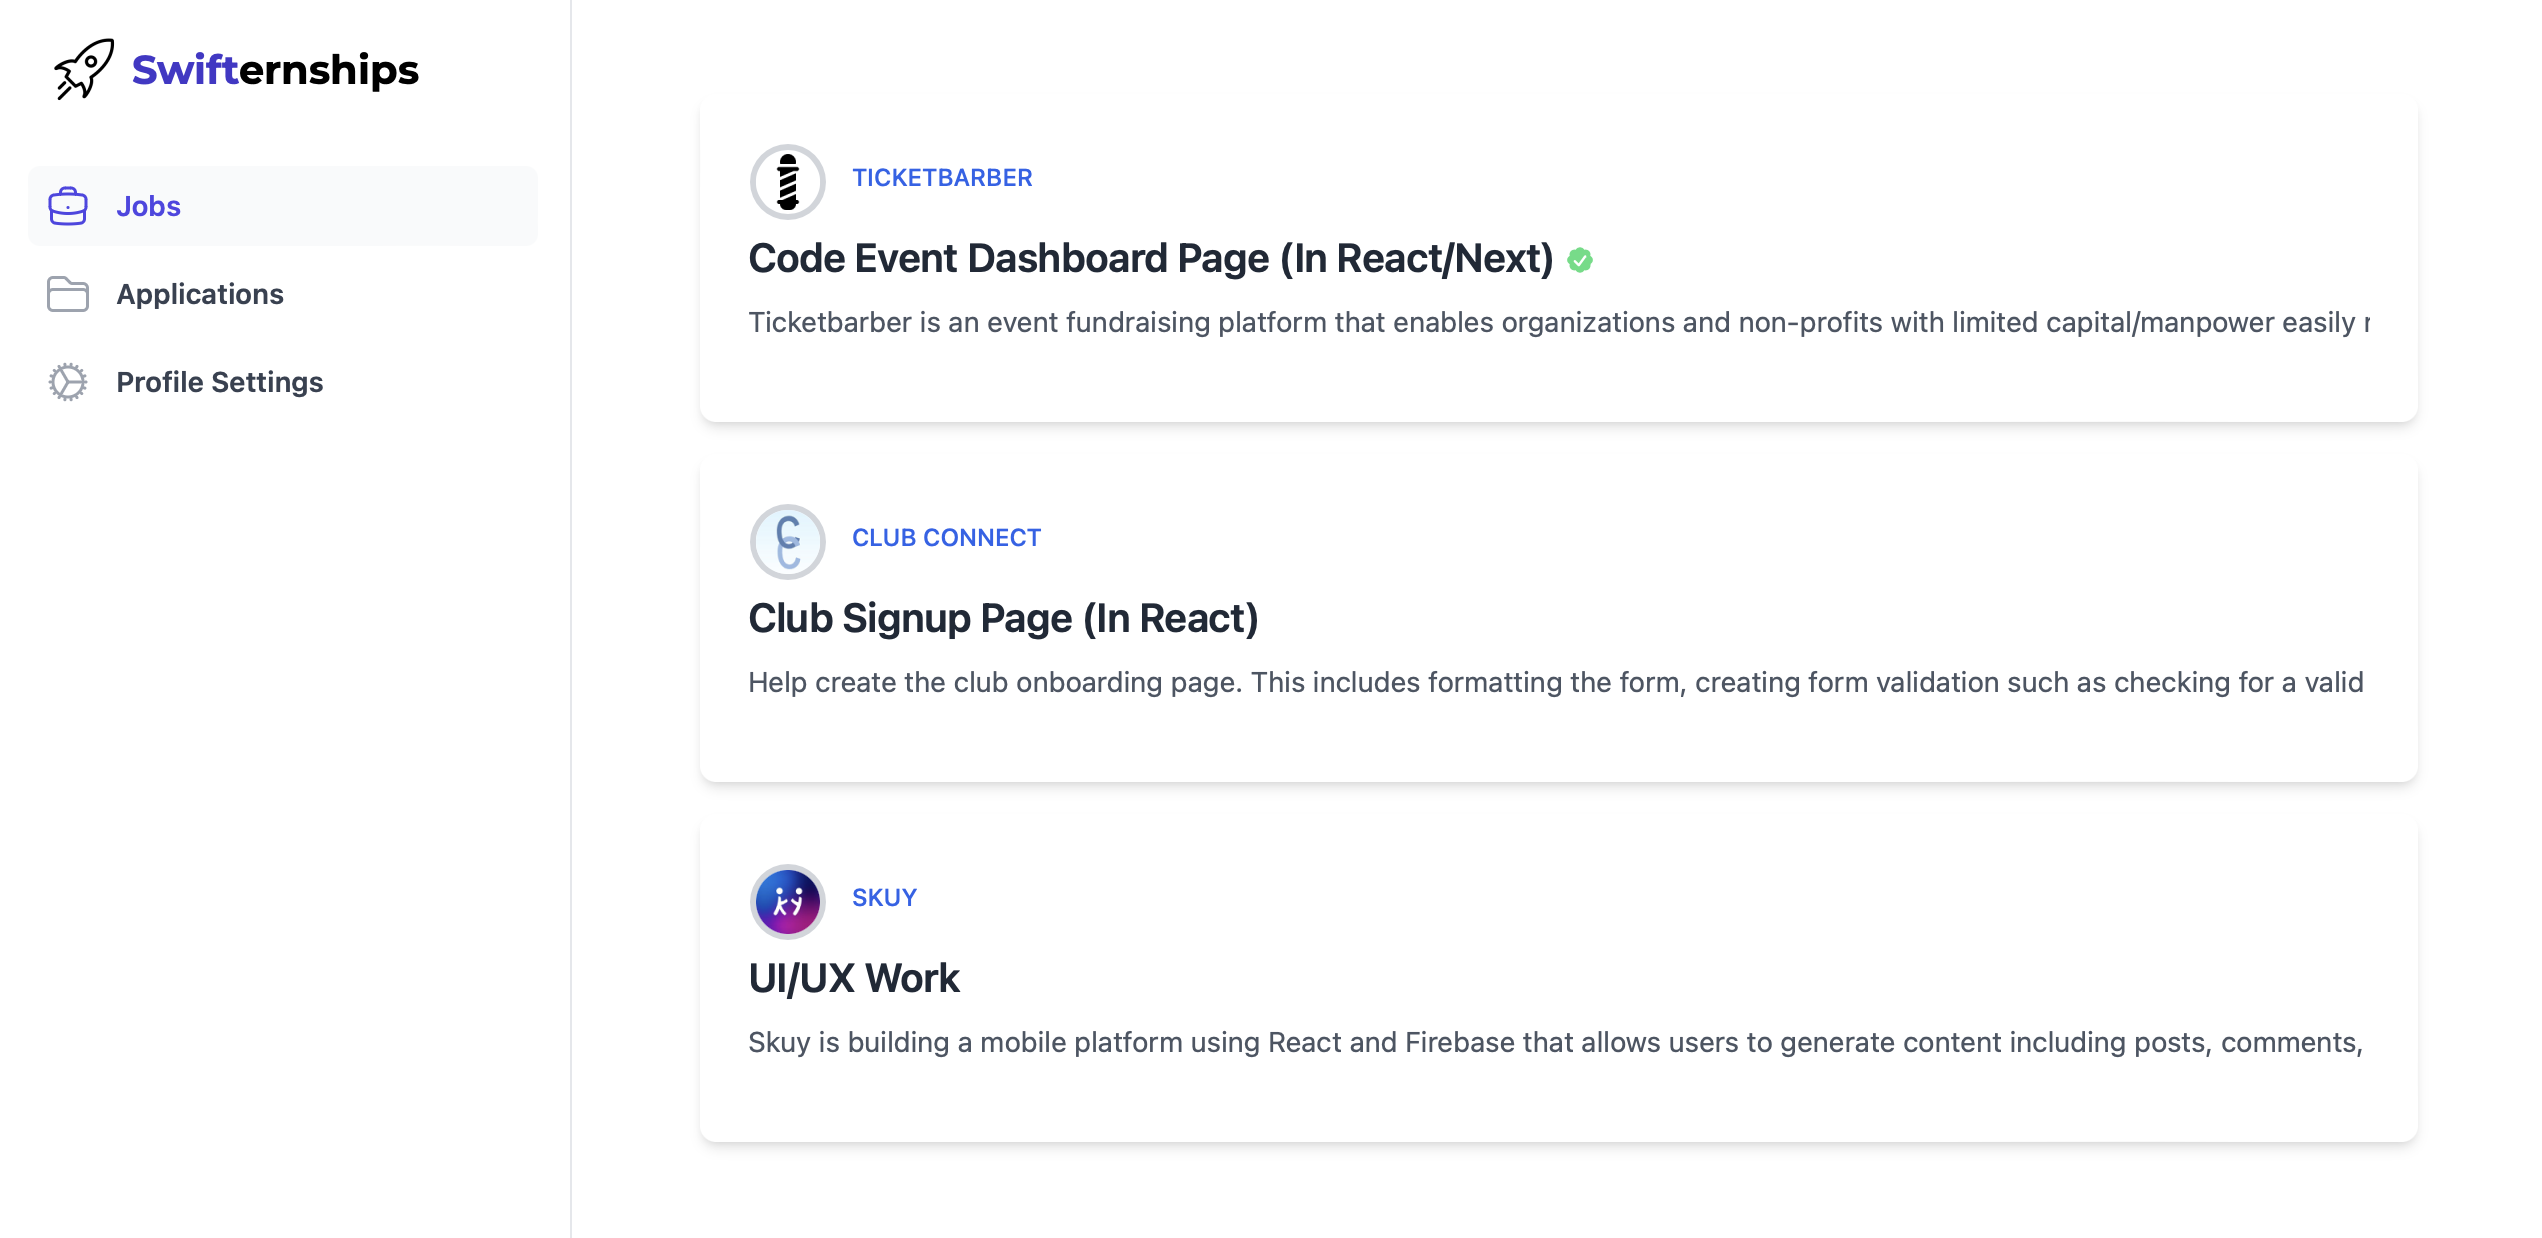 Swifternships
Jobs
Applications
Profile Settings
TICKETBARBER
Code Event Dashboard Page (In React/Next)
Ticketbarber is an event fundraising platform that enables organizations and non-profits with limited capital/manpower easily
CLUB CONNECT
Club Signup Page (In React)
Help create the club onboarding page. This includes formatting the form, creating form validation such as checking for a valid
SKUY
UI/UX Work
Skuy is building a mobile platform using React and Firebase that allows users to generate content including posts, comments,